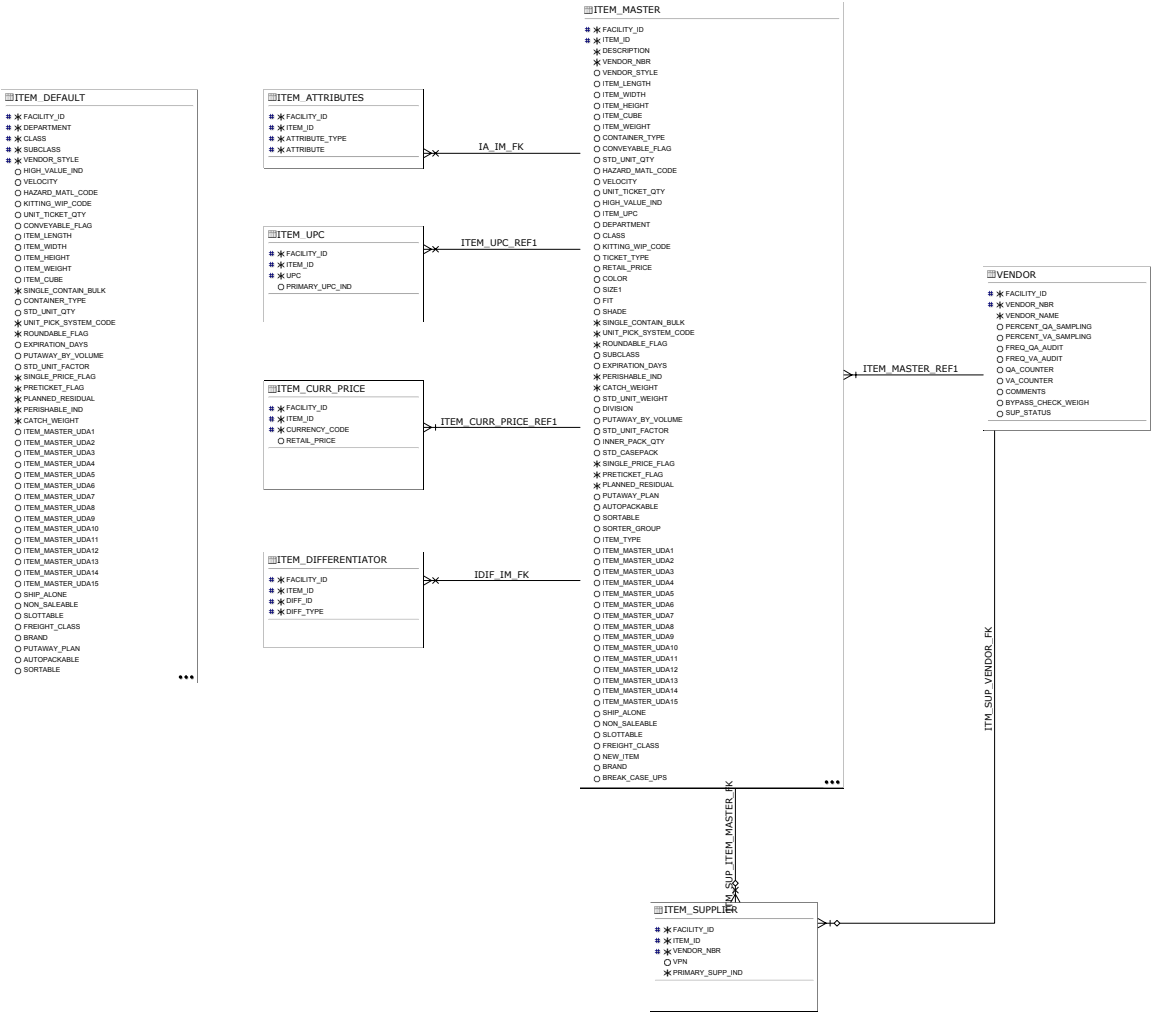 ITEM_DEFAULT
# * FACILITY_ID
# * DEPARTMENT
# * CLASS
# * SUBCLASS
# * VENDOR_STYLE
HIGH_VALUE_IND
VELOCITY
HAZARD_MATL_CODE
KITTING_WIP_CODE
UNIT_TICKET_QTY
CONVEYABLE_FLAG
ITEM_LENGTH
ITEM_WIDTH
ITEM_HEIGHT
ITEM_WEIGHT
ITEM_CUBE
* SINGLE_CONTAIN_BULK
CONTAINER_TYPE
STD_UNIT_QTY
* UNIT_PICK_SYSTEM_CODE
* ROUNDABLE_FLAG
EXPIRATION_DAYS
PUTAWAY_BY_VOLUME
STD_UNIT_FACTOR
* SINGLE_PRICE_FLAG
* PRETICKET_FLAG
* PLANNED_RESIDUAL
* PERISHABLE_IND
* CATCH_WEIGHT
ITEM_MASTER_UDA1
ITEM_MASTER_UDA2
ITEM_MASTER_UDA3
ITEM_MASTER_UDA4
ITEM_MASTER_UDA5
ITEM_MASTER_UDA6
ITEM_MASTER_UDA7
ITEM_MASTER_UDA8
ITEM_MASTER_UDA9
ITEM_MASTER_UDA10
ITEM_MASTER_UDA11
ITEM_MASTER_UDA12
ITEM_MASTER_UDA13
ITEM_MASTER_UDA14
ITEM_MASTER_UDA15
SHIP_ALONE
NON_SALEABLE
SLOTTABLE
FREIGHT_CLASS
BRAND
PUTAWAY_PLAN
AUTOPACKABLE
SORTABLE
•••
ITEM_ATTRIBUTES
# * FACILITY_ID
# * ITEM_ID
# * ATTRIBUTE_TYPE
# * ATTRIBUTE
IA_IM_FK
ITEM_UPC
# * FACILITY_ID
# * ITEM_ID
# * UPC
PRIMARY_UPC_IND
ITEM_UPC_REF1
ITEM_CURR_PRICE
# * FACILITY_ID
# * ITEM_ID
# * CURRENCY_CODE
RETAIL_PRICE
ITEM_CURR_PRICE_REF1
ITEM_DIFFERENTIATOR
# * FACILITY_ID
# * ITEM_ID
# * DIFF_ID
# * DIFF_TYPE
IDIF_IM_FK
ITEM_MASTER
# * FACILITY_ID
# * ITEM_ID
* DESCRIPTION
* VENDOR_NBR
VENDOR_STYLE
ITEM_LENGTH
ITEM_WIDTH
ITEM_HEIGHT
ITEM_CUBE
ITEM_WEIGHT
CONTAINER_TYPE
CONVEYABLE_FLAG
STD_UNIT_QTY
HAZARD_MATL_CODE
VELOCITY
UNIT_TICKET_QTY
HIGH_VALUE_IND
ITEM_UPC
DEPARTMENT
CLASS
KITTING_WIP_CODE
TICKET_TYPE
RETAIL_PRICE
COLOR
SIZE1
FIT
SHADE
* SINGLE_CONTAIN_BULK
* UNIT_PICK_SYSTEM_CODE
* ROUNDABLE_FLAG
SUBCLASS
EXPIRATION_DAYS
* PERISHABLE_IND
* CATCH_WEIGHT
STD_UNIT_WEIGHT
DIVISION
PUTAWAY_BY_VOLUME
STD_UNIT_FACTOR
INNER_PACK_QTY
STD_CASEPACK
* SINGLE_PRICE_FLAG
* PRETICKET_FLAG
* PLANNED_RESIDUAL
PUTAWAY_PLAN
AUTOPACKABLE
SORTABLE
SORTER_GROUP
ITEM_TYPE
ITEM_MASTER_UDA1
ITEM_MASTER_UDA2
ITEM_MASTER_UDA3
ITEM_MASTER_UDA4
ITEM_MASTER_UDA5
ITEM_MASTER_UDA6
ITEM_MASTER_UDA7
ITEM_MASTER_UDA8
ITEM_MASTER_UDA9
ITEM_MASTER_UDA10
ITEM_MASTER_UDA11
ITEM_MASTER_UDA12
ITEM_MASTER_UDA13
ITEM_MASTER_UDA14
ITEM_MASTER_UDA15
SHIP_ALONE
NON_SALEABLE
SLOTTABLE
FREIGHT_CLASS
NEW_ITEM
BRAND
BREAK_CASE_UPS
•••
ITEM_MASTER_REF1
VENDOR
# * FACILITY_ID
# * VENDOR_NBR
* VENDOR_NAME
PERCENT_QA_SAMPLING
PERCENT_VA_SAMPLING
FREQ_QA_AUDIT
FREQ_VA_AUDIT
QA_COUNTER
VA_COUNTER
COMMENTS
BYPASS_CHECK_WEIGH
SUP_STATUS
ITM_SUP_VENDOR_FK
ITM_SUP_ITEM_MASTER_FK
ITEM_SUPPLIER
# * FACILITY_ID
# * ITEM_ID
# * VENDOR_NBR
VPN
* PRIMARY_SUPP_IND